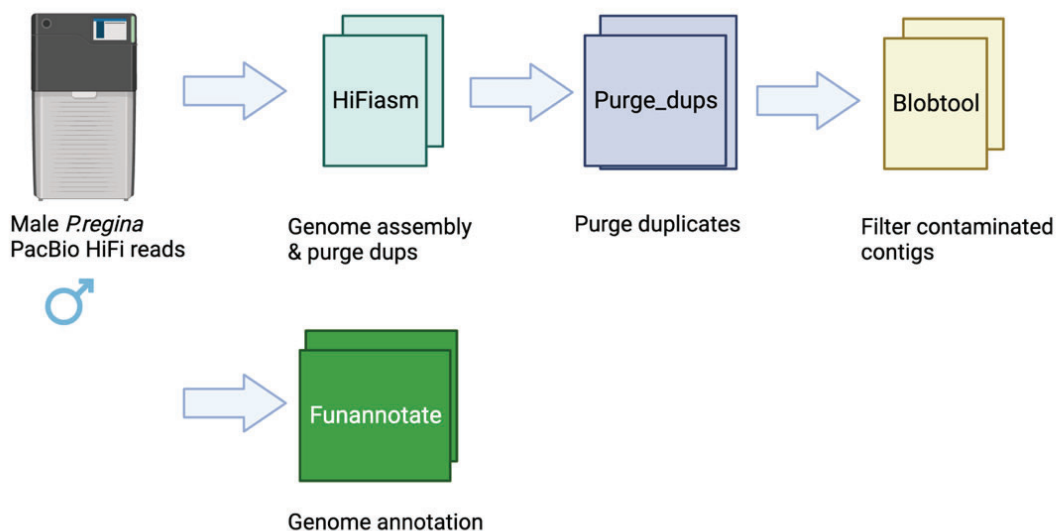 HiFiasm
Purge_dups
Blobtool
Male P.regina
PacBio HiFi reads
Genome assembly
& purge dups
Purge duplicates
Filter contaminated
contigs
Funannotate
Genome annotation